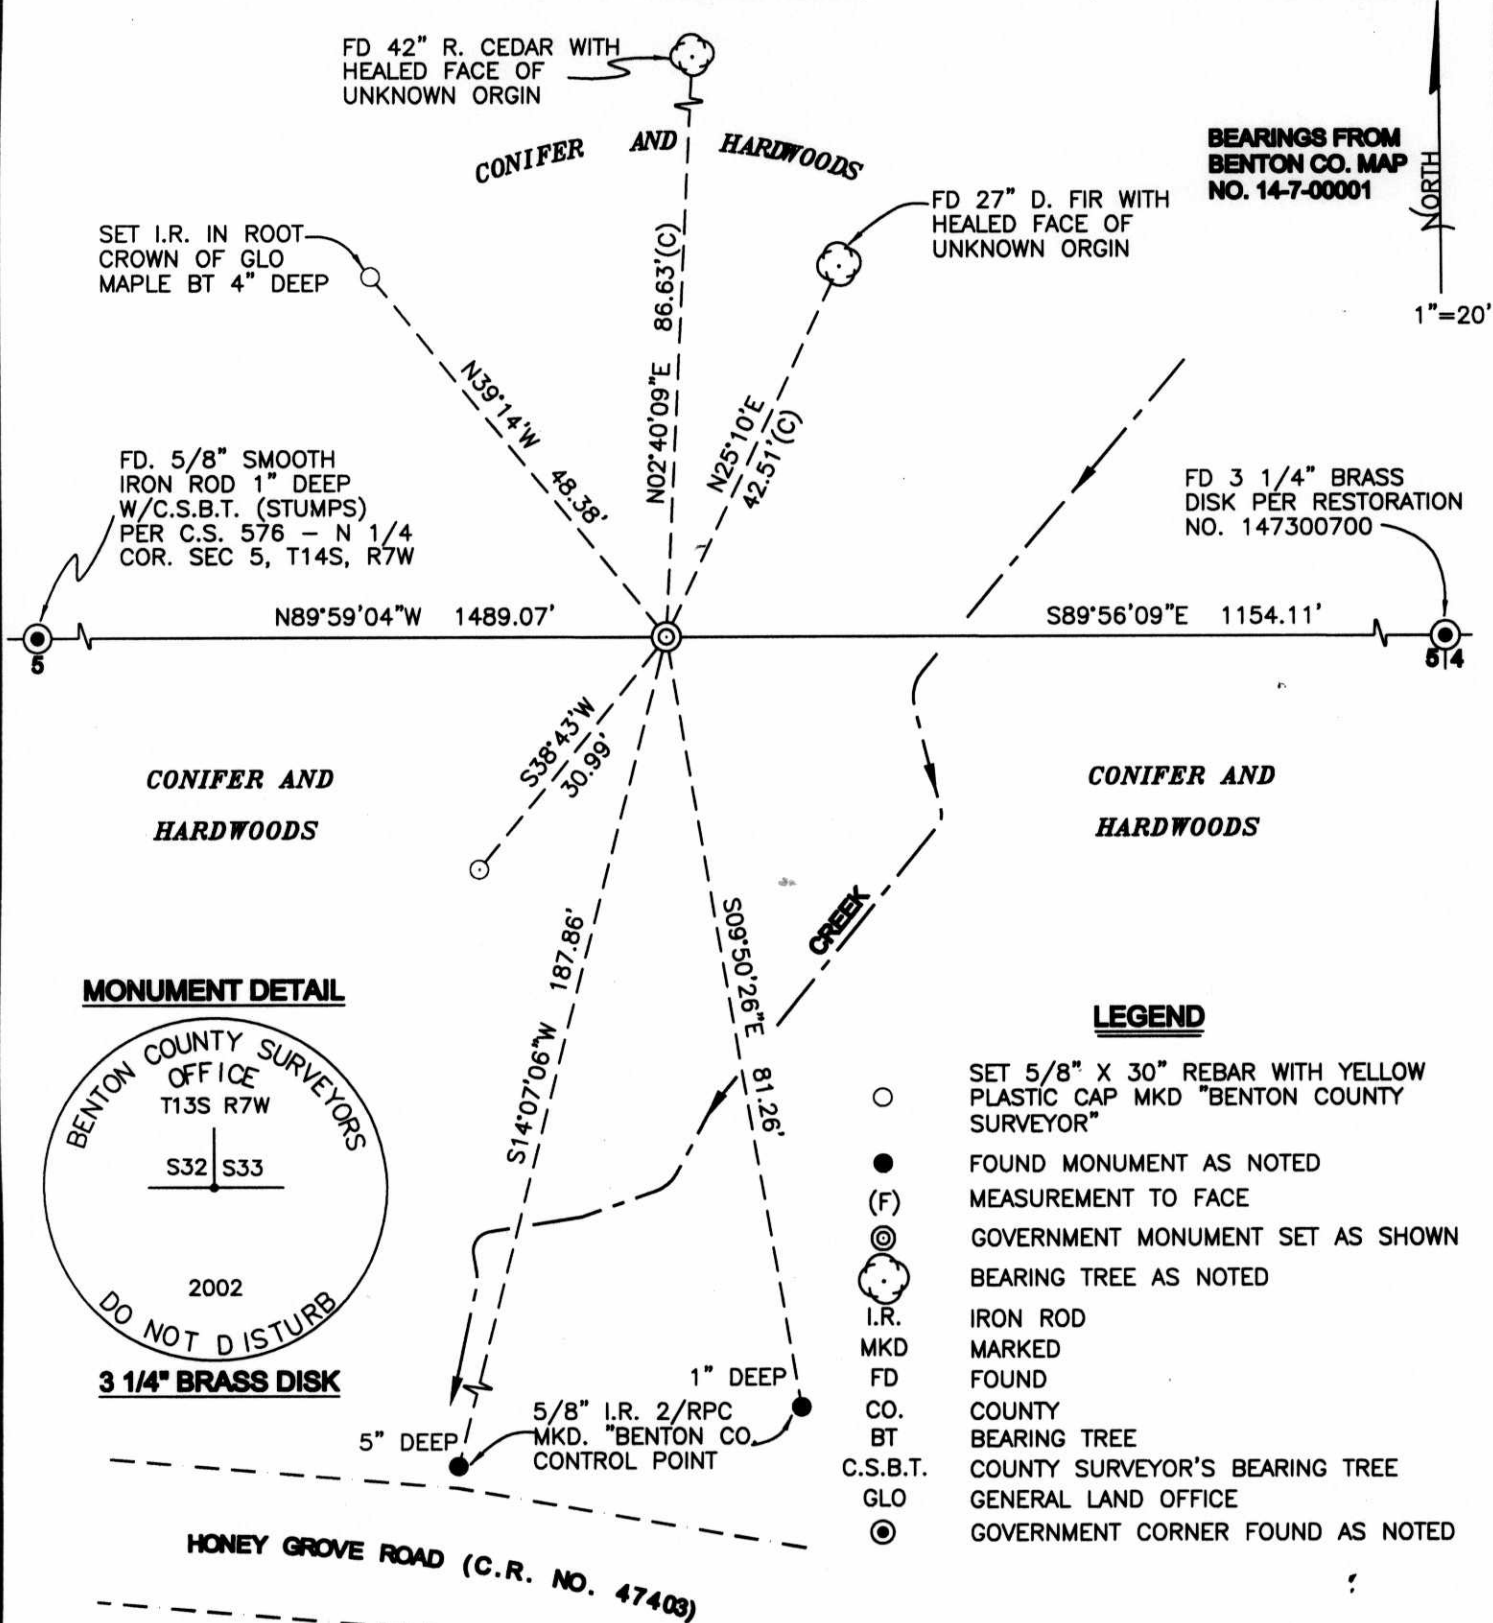 FD 42" R. CEDAR WITH
HEALED FACE OF
UNKNOWN ORGIN
CONIFER AND HARDWOODS
BEARINGS FROM
BENTON CO. MAP
NO. 14-7-00001
NORTH
1"=20'
SET I.R. IN ROOT
CROWN OF GLO
MAPLE BT 4" DEEP
FD 27" D. FIR WITH
HEALED FACE OF
UNKNOWN ORGIN
N39°14'W 48.38'
N02°40'09"E 86.63'(C)
N25°10'E
42.51'(C)
FD. 5/8" SMOOTH
IRON ROD 1" DEEP
W/C.S.B.T. (STUMPS)
PER C.S. 576 – N 1/4
COR. SEC 5, T14S, R7W
FD 3 1/4" BRASS
DISK PER RESTORATION
NO. 147300700
N89°59'04"W 1489.07'
S89°56'09"E 1154.11'
5
5|4
S38°43'W
30.99'
CONIFER AND
HARDWOODS
CONIFER AND
HARDWOODS
S14°07'06"W 187.86'
S09°50'26"E 81.26'
CREEK
MONUMENT DETAIL
BENTON COUNTY SURVEYORS
OFFICE
T13S R7W
S32 S33
2002
DO NOT DISTURB
3 1/4" BRASS DISK
1" DEEP
5/8" I.R. 2/RPC
MKD. "BENTON CO.
CONTROL POINT
5" DEEP
HONEY GROVE ROAD (C.R. NO. 47403)
LEGEND
SET 5/8" X 30" REBAR WITH YELLOW
PLASTIC CAP MKD "BENTON COUNTY
SURVEYOR"
FOUND MONUMENT AS NOTED
(F) MEASUREMENT TO FACE
GOVERNMENT MONUMENT SET AS SHOWN
BEARING TREE AS NOTED
I.R. IRON ROD
MKD MARKED
FD FOUND
CO. COUNTY
BT BEARING TREE
C.S.B.T. COUNTY SURVEYOR'S BEARING TREE
GLO GENERAL LAND OFFICE
GOVERNMENT CORNER FOUND AS NOTED